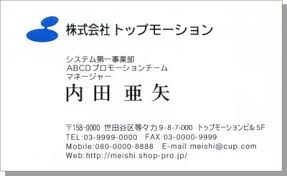 株式会社 トップモーション
システム第一事業部
ABCDプロモーションチーム
マネージャー
内田 亜矢
〒158-0000 世田谷区等々力9-8-7-000 トップモーションビル5F
TEL:03-9999-0000 FAX:03-0000-9999
Mobile:080-0000-8888 E-mail:meishi@cup.com
Web:http://meishi.shop-pro.jp/